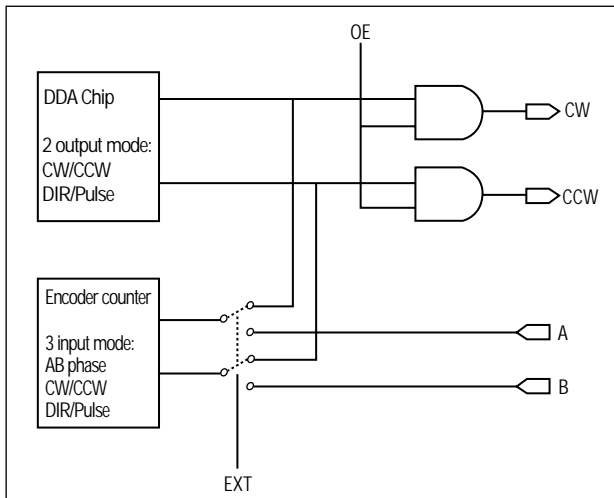 OE
DDA Chip
2 output mode:
CW/CCW
DIR/Pulse
CW
CCW
Encoder counter
3 input mode:
AB phase
CW/CCW
DIR/Pulse
A
B
EXT